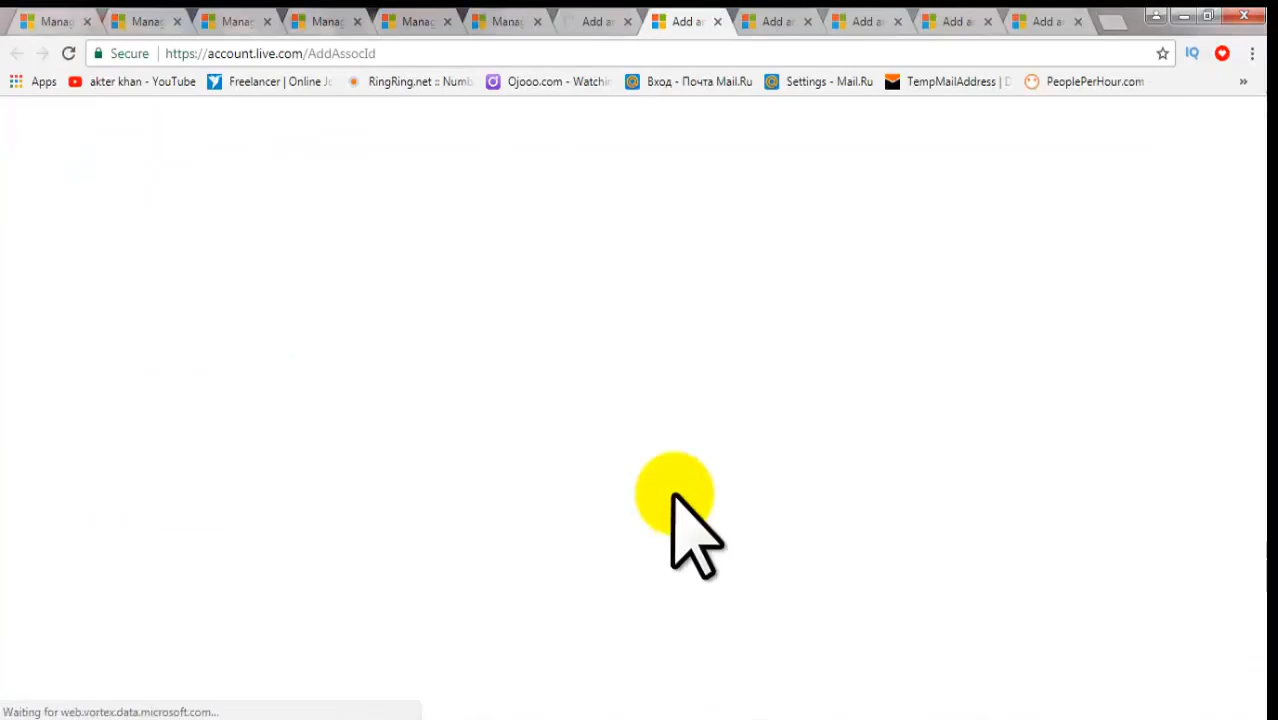 Manag Manag Manag Manag Manag Manag Add ar Add ar Add ar Add ar Add ar Add ar
Secure https://account.live.com/AddAssocId
Apps akter khan - YouTube Freelancer | Online Jo RingRing.net :: Numb Ojooo.com - Watchin Вход - Почта Mail.Ru Settings - Mail.Ru TempMailAddress | D PeoplePerHour.com »
Waiting for web.vortex.data.microsoft.com...